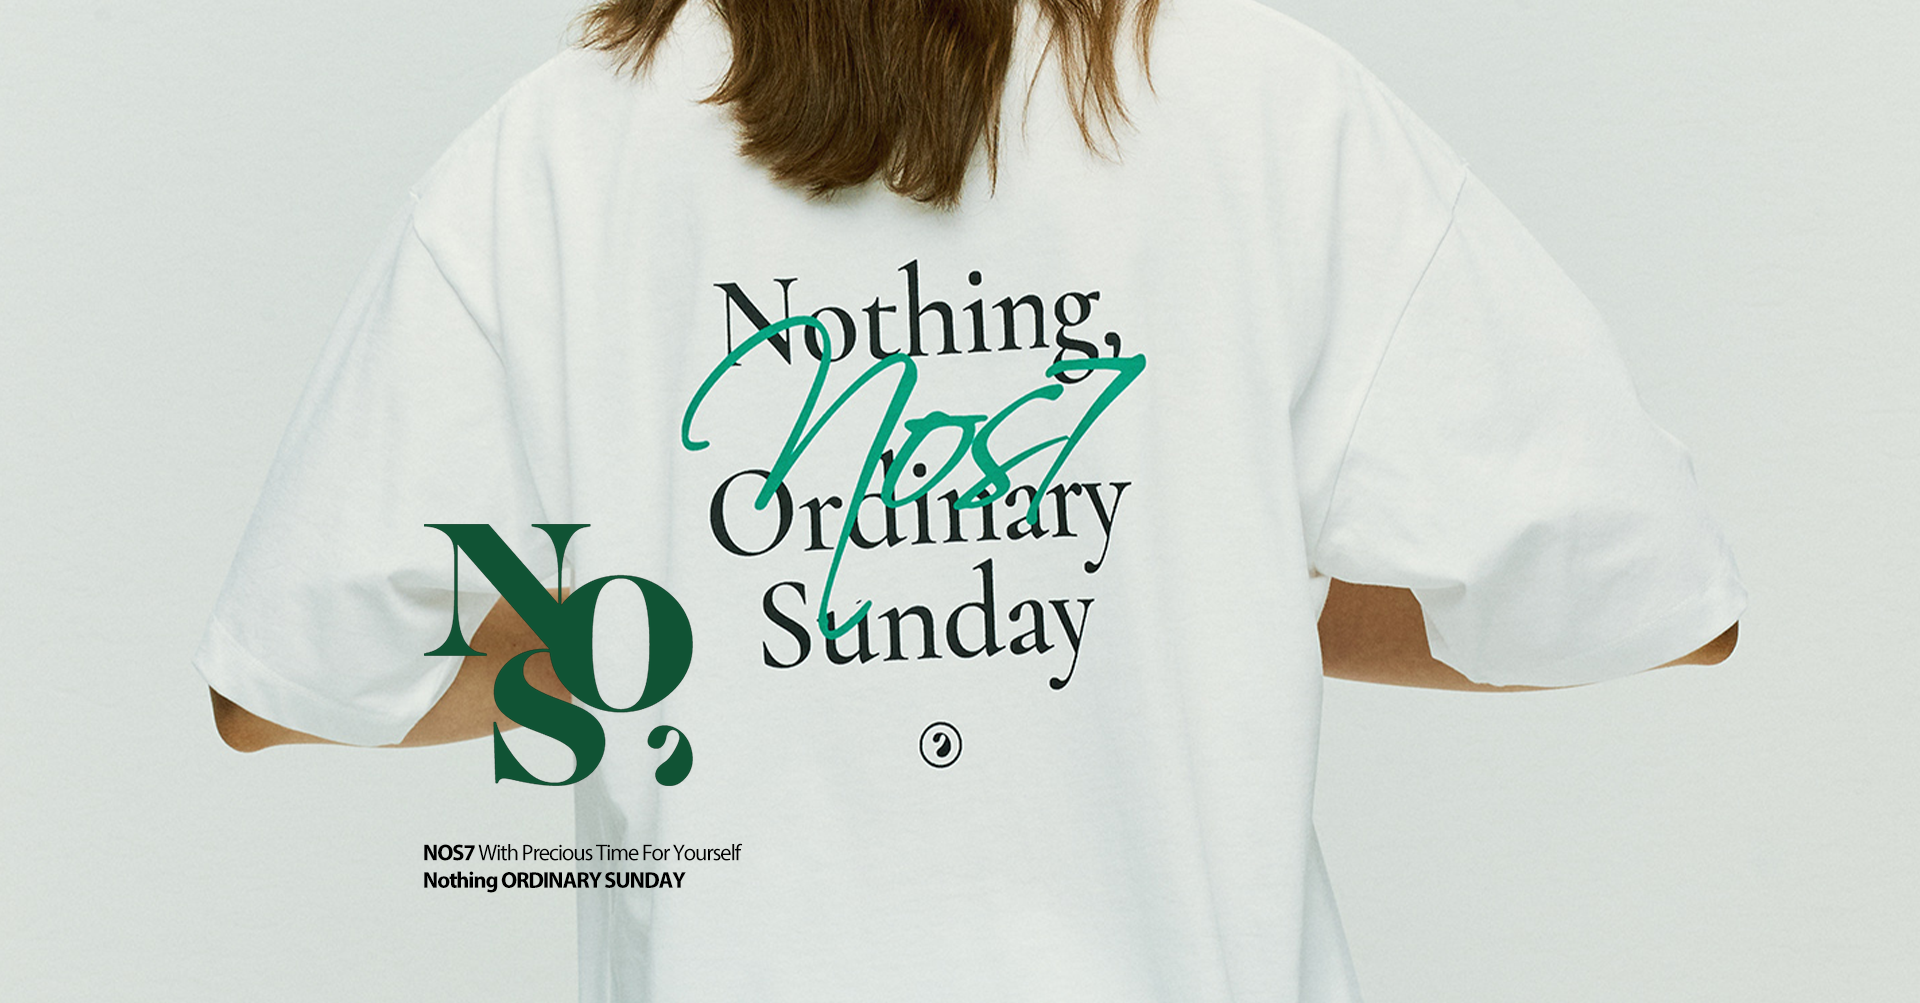 Nothing,
Nos7
Ordinary
Sunday
NOS,
NOS7 With Precious Time For Yourself
Nothing ORDINARY SUNDAY